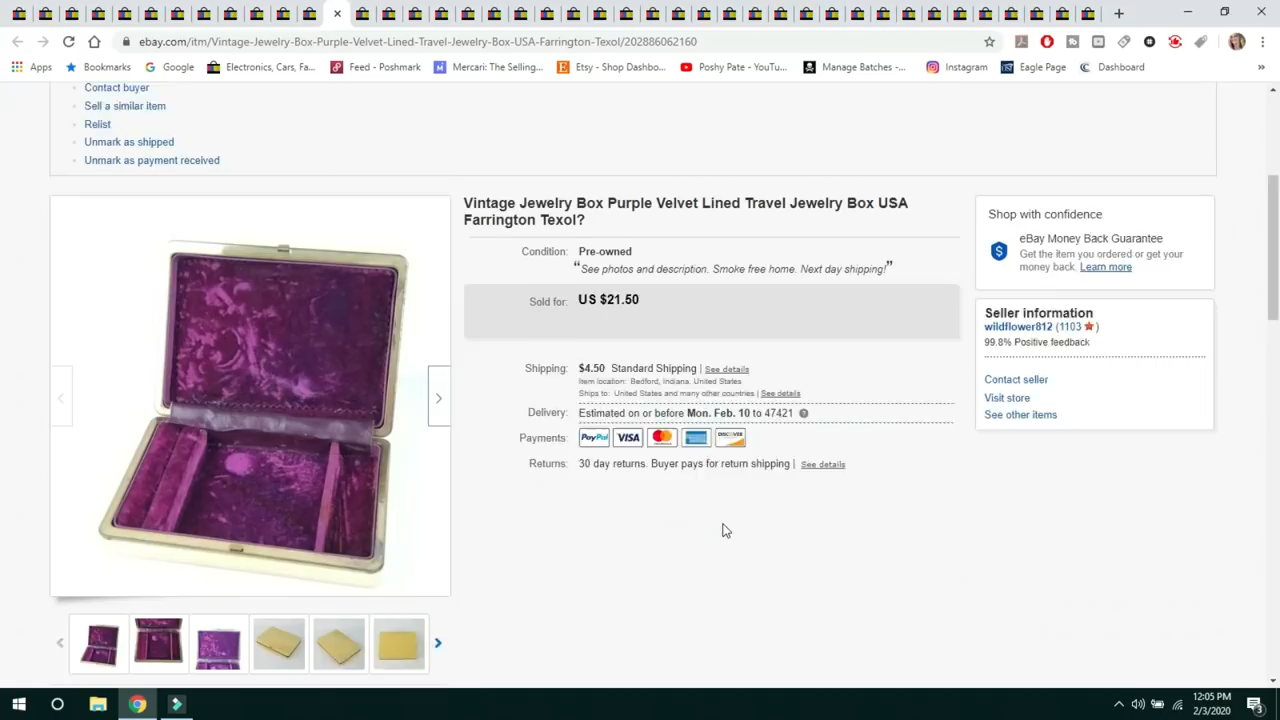 ebay.com/itm/Vintage-Jewelry-Box-Purple-Velvet-Lined-Travel-Jewelry-Box-USA-Farrington-Texol/202886062160
Apps
Bookmarks
Google
Electronics, Cars, Fa...
Feed - Poshmark
Mercari: The Selling...
Etsy - Shop Dashbo...
Poshy Pate - YouTu...
Manage Batches -...
Instagram
Eagle Page
Dashboard
»
Contact buyer
Sell a similar item
Relist
Unmark as shipped
Unmark as payment received
Vintage Jewelry Box Purple Velvet Lined Travel Jewelry Box USA
Farrington Texol?
Condition: Pre-owned
“See photos and description. Smoke free home. Next day shipping!”
Sold for: US $21.50
Shipping: $4.50 Standard Shipping | See details
Item location: Bedford, Indiana, United States
Ships to: United States and many other countries | See details
Delivery: Estimated on or before Mon. Feb. 10 to 47421
Payments: PayPal VISA MasterCard DISCOVER
Returns: 30 day returns. Buyer pays for return shipping | See details
Shop with confidence
eBay Money Back Guarantee
Get the item you ordered or get your
money back. Learn more
Seller information
wildflower812 (1103 ★ )
99.8% Positive feedback
Contact seller
Visit store
See other items
12:05 PM
2/3/2020
3